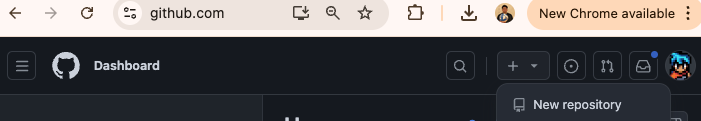 github.com
New Chrome available
Dashboard
New repository